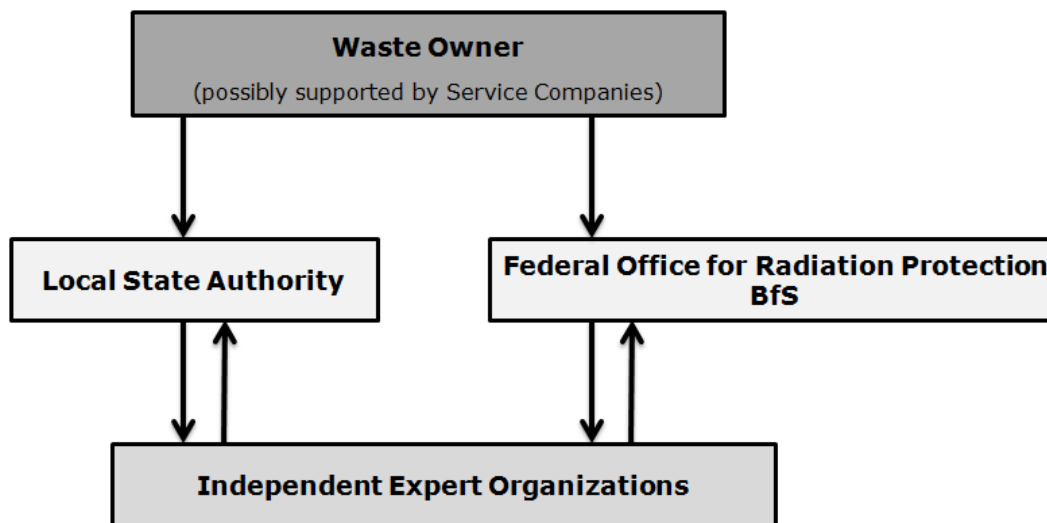 Waste Owner
(possibly supported by Service Companies)
Local State Authority
Federal Office for Radiation Protection
BfS
Independent Expert Organizations